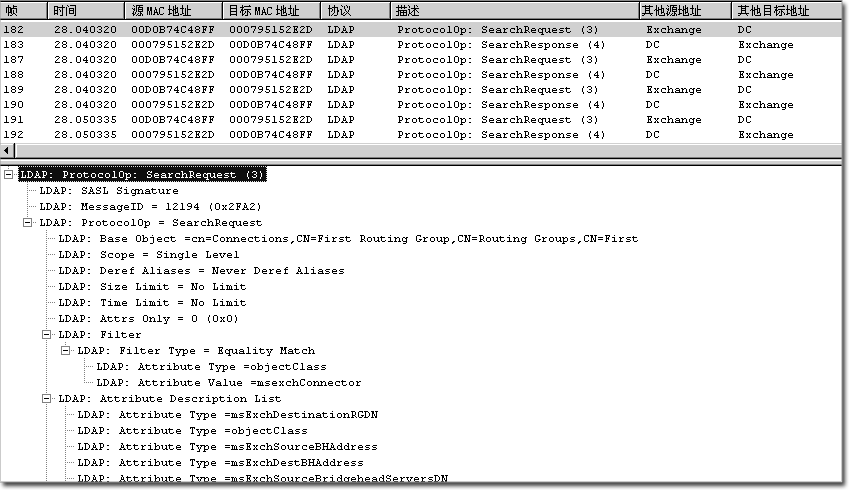 帧 时间 源 MAC 地址 目标 MAC 地址 协议 描述 其他源地址 其他目标地址
182 28.040320 00D0B74C48FF 000795152E2D LDAP ProtocolOp: SearchRequest (3) Exchange DC
183 28.040320 000795152E2D 00D0B74C48FF LDAP ProtocolOp: SearchResponse (4) DC Exchange
187 28.040320 00D0B74C48FF 000795152E2D LDAP ProtocolOp: SearchRequest (3) Exchange DC
188 28.040320 000795152E2D 00D0B74C48FF LDAP ProtocolOp: SearchResponse (4) DC Exchange
189 28.040320 00D0B74C48FF 000795152E2D LDAP ProtocolOp: SearchRequest (3) Exchange DC
190 28.040320 000795152E2D 00D0B74C48FF LDAP ProtocolOp: SearchResponse (4) DC Exchange
191 28.050335 00D0B74C48FF 000795152E2D LDAP ProtocolOp: SearchRequest (3) Exchange DC
192 28.050335 000795152E2D 00D0B74C48FF LDAP ProtocolOp: SearchResponse (4) DC Exchange
LDAP: ProtocolOp: SearchRequest (3)
LDAP: SASL Signature
LDAP: MessageID = 12194 (0x2FA2)
LDAP: ProtocolOp = SearchRequest
LDAP: Base Object =cn=Connections,CN=First Routing Group,CN=Routing Groups,CN=First
LDAP: Scope = Single Level
LDAP: Deref Aliases = Never Deref Aliases
LDAP: Size Limit = No Limit
LDAP: Time Limit = No Limit
LDAP: Attrs Only = 0 (0x0)
LDAP: Filter
LDAP: Filter Type = Equality Match
LDAP: Attribute Type =objectClass
LDAP: Attribute Value =msexchConnector
LDAP: Attribute Description List
LDAP: Attribute Type =msExchDestinationRGDN
LDAP: Attribute Type =objectClass
LDAP: Attribute Type =msExchSourceBHAddress
LDAP: Attribute Type =msExchDestBHAddress
LDAP: Attribute Type =msExchSourceBridgeheadServersDN